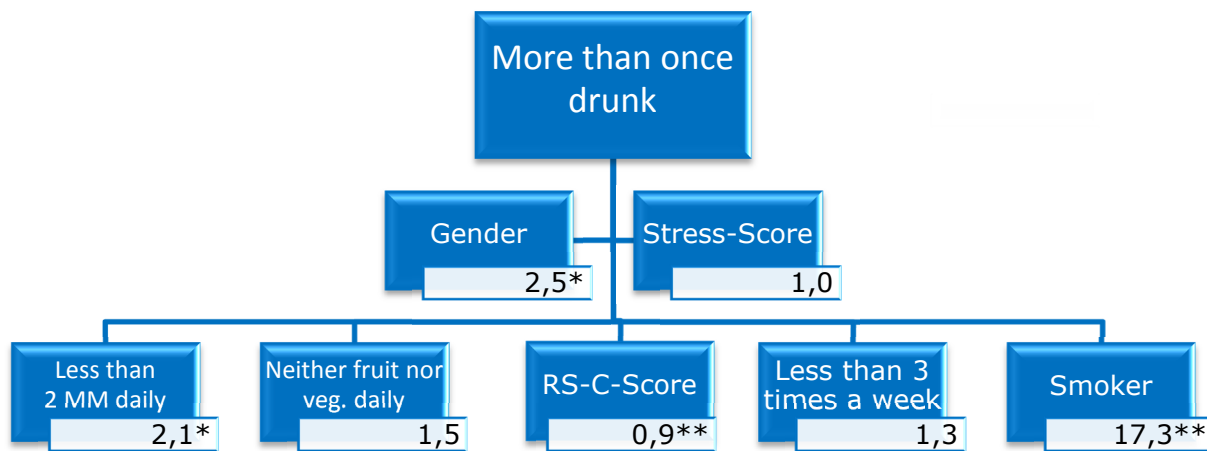 More than once
drunk
Gender
2,5*
Stress-Score
1,0
Less than
2 MM daily
2,1*
Neither fruit nor
veg. daily
1,5
RS-C-Score
0,9**
Less than 3
times a week
1,3
Smoker
17,3**